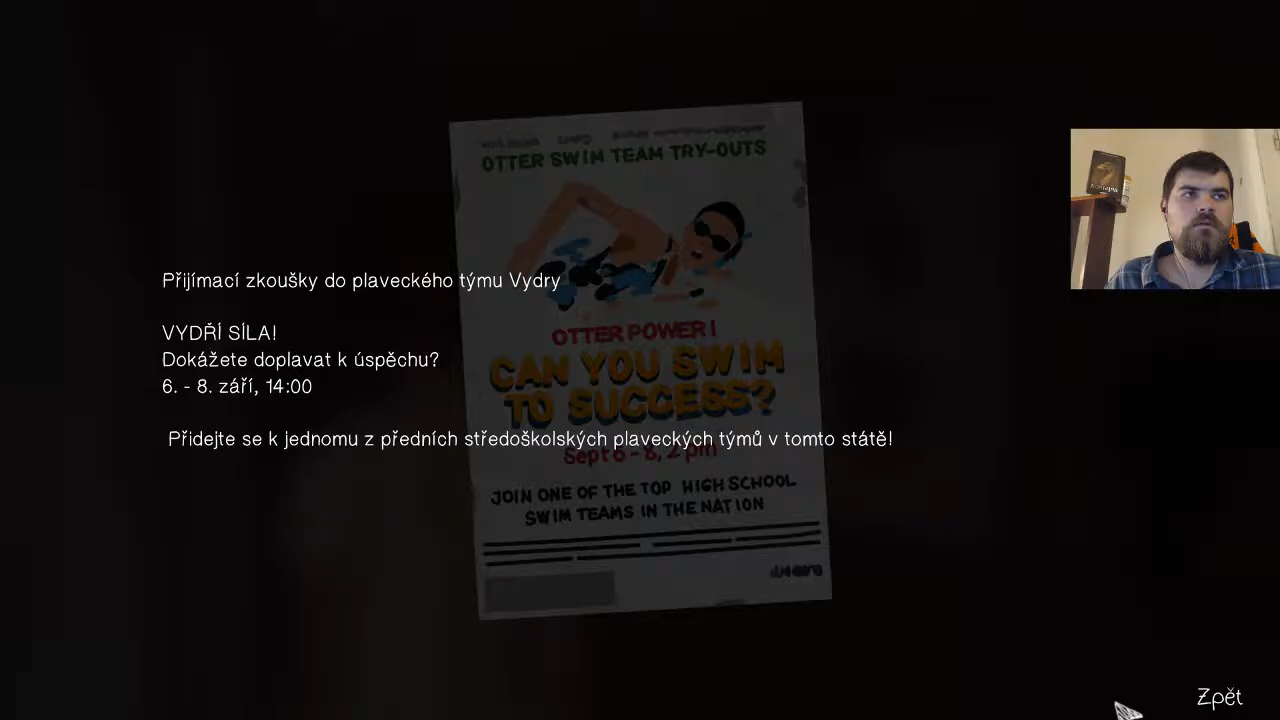 OTTER SWIM TEAM TRY-OUTS
Přijímací zkoušky do plaveckého týmu Vydry
VYDŘÍ SÍLA!
Dokážete doplavat k úspěchu?
6. - 8. září, 14:00
Přidejte se k jednomu z předních středoškolských plaveckých týmů v tomto státě!
OTTER POWER!
CAN YOU SWIM
TO SUCCESS?
Sept 6 - 8, 2 pm
JOIN ONE OF THE TOP HIGH SCHOOL
SWIM TEAMS IN THE NATION
Zpět